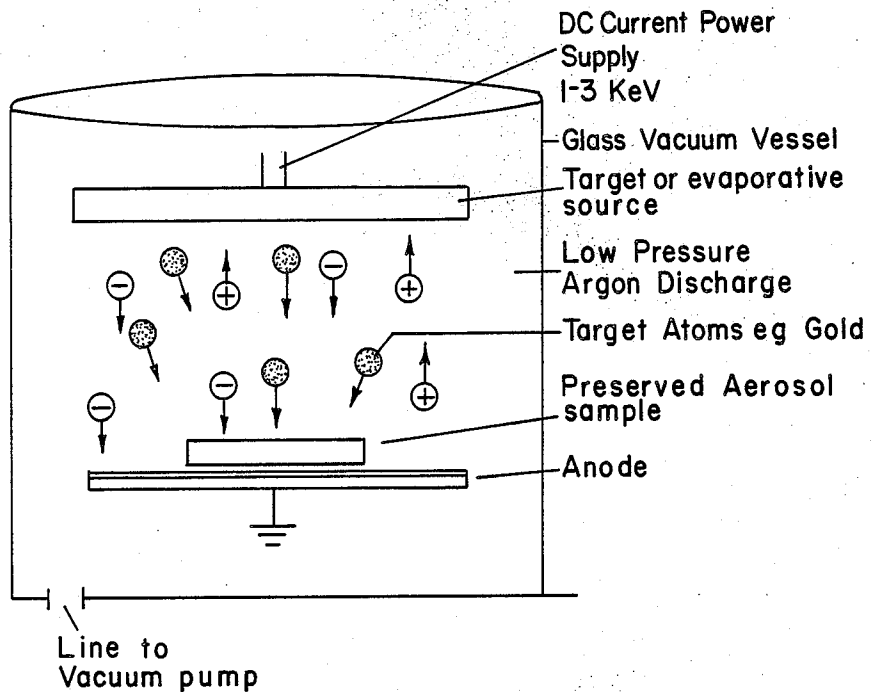 DC Current Power
Supply
1-3 KeV
Glass Vacuum Vessel
Target or evaporative
source
Low Pressure
Argon Discharge
Target Atoms eg Gold
Preserved Aerosol
sample
Anode
Line to
Vacuum pump